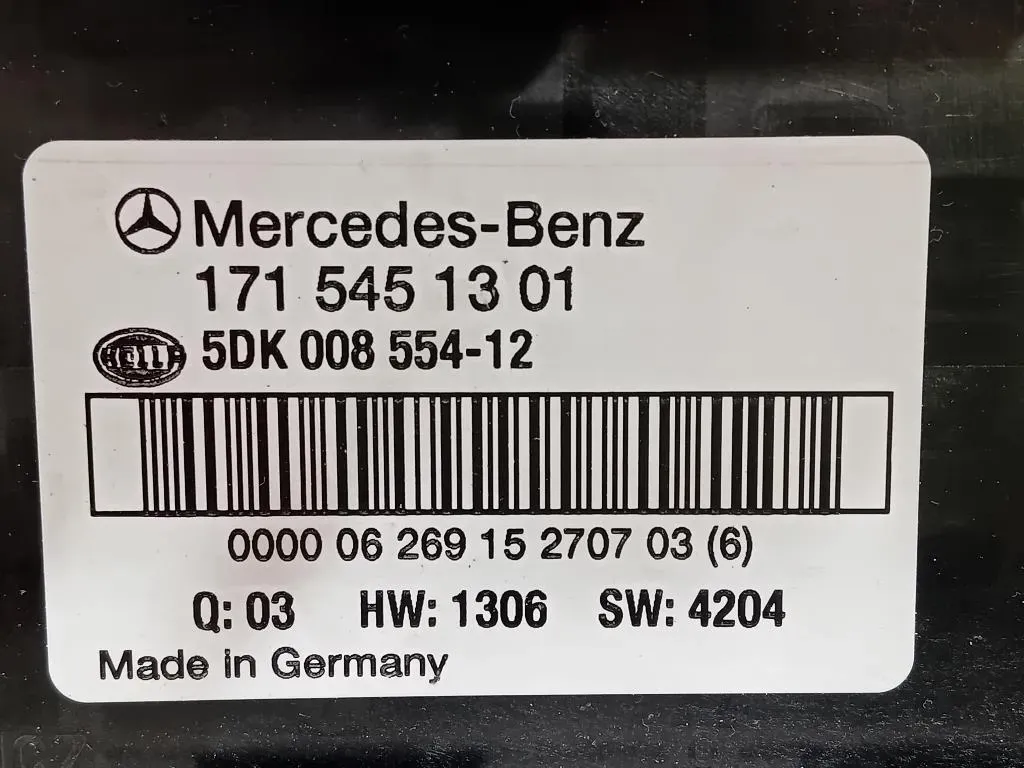 Mercedes-Benz
171 545 13 01
HELLA
5DK 008 554-12
0000 06 269 15 2707 03 (6)
Q: 03 HW: 1306 SW: 4204
Made in Germany